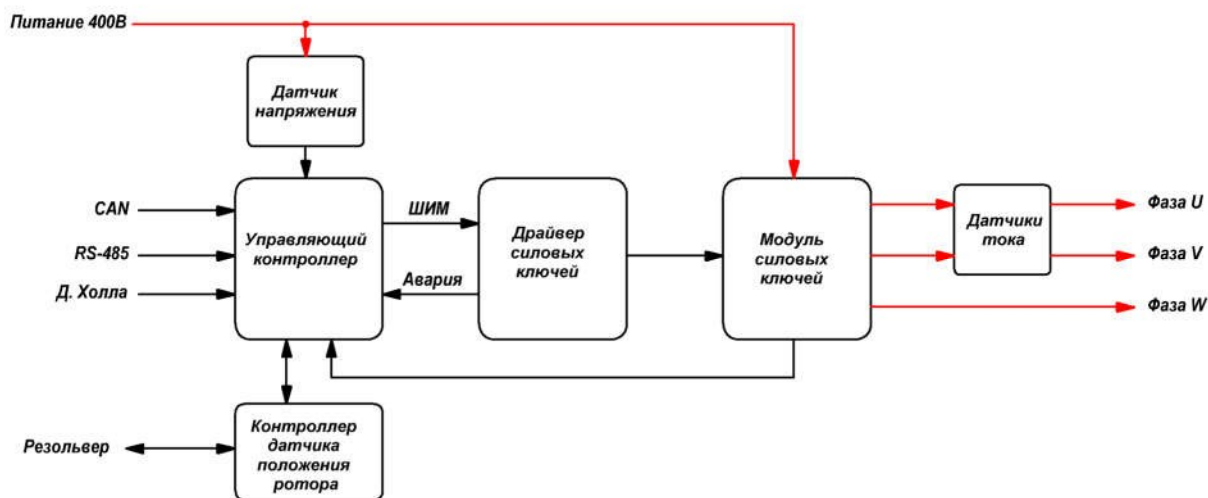 Питание 400В
Датчик
напряжения
CAN
RS-485
Д. Холла
Управляющий
контроллер
ШИМ
Авария
Драйвер
силовых
ключей
Модуль
силовых
ключей
Датчики
тока
Фаза U
Фаза V
Фаза W
Резольвер
Контроллер
датчика
положения
ротора